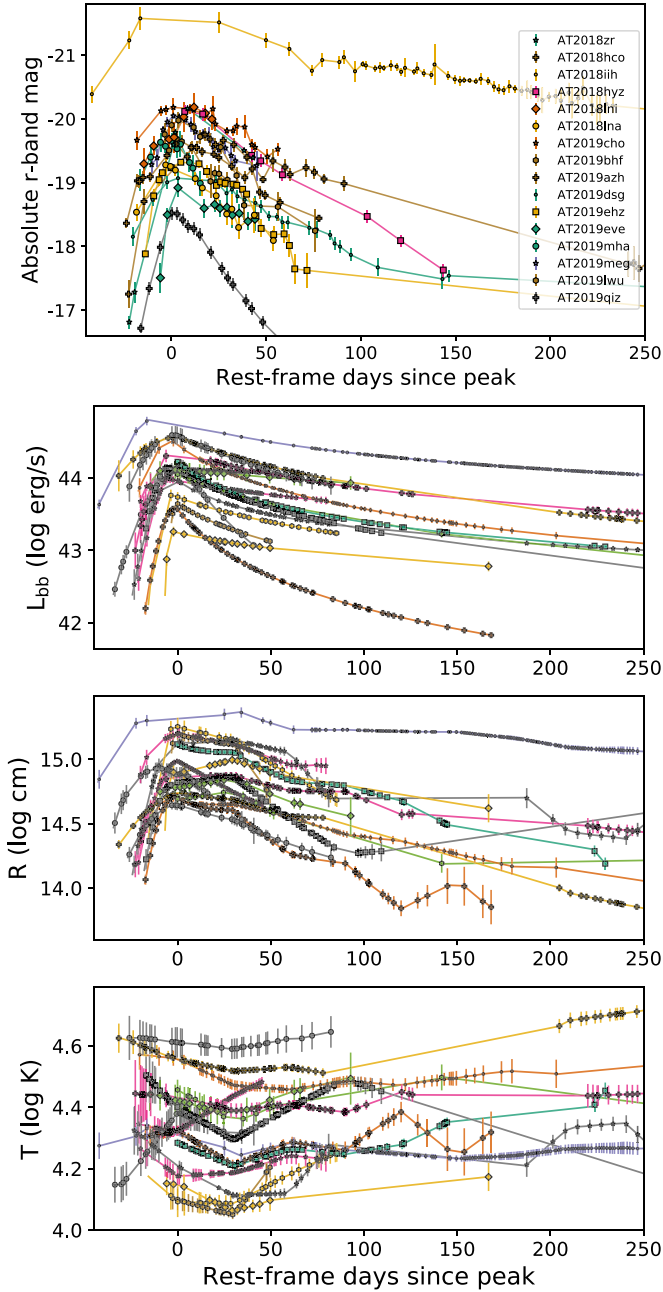 Absolute r-band mag
-21
-20
-19
-18
-17
AT2018zr
AT2018hco
AT2018iih
AT2018hyz
AT2018lni
AT2018lna
AT2019cho
AT2019bhf
AT2019azh
AT2019dsg
AT2019ehz
AT2019eve
AT2019mha
AT2019meg
AT2019lwu
AT2019qiz
0 50 100 150 200 250
Rest-frame days since peak
L_bb (log erg/s)
44
43
42
0 50 100 150 200 250
R (log cm)
15.0
14.5
14.0
0 50 100 150 200 250
T (log K)
4.6
4.4
4.2
4.0
0 50 100 150 200 250
Rest-frame days since peak